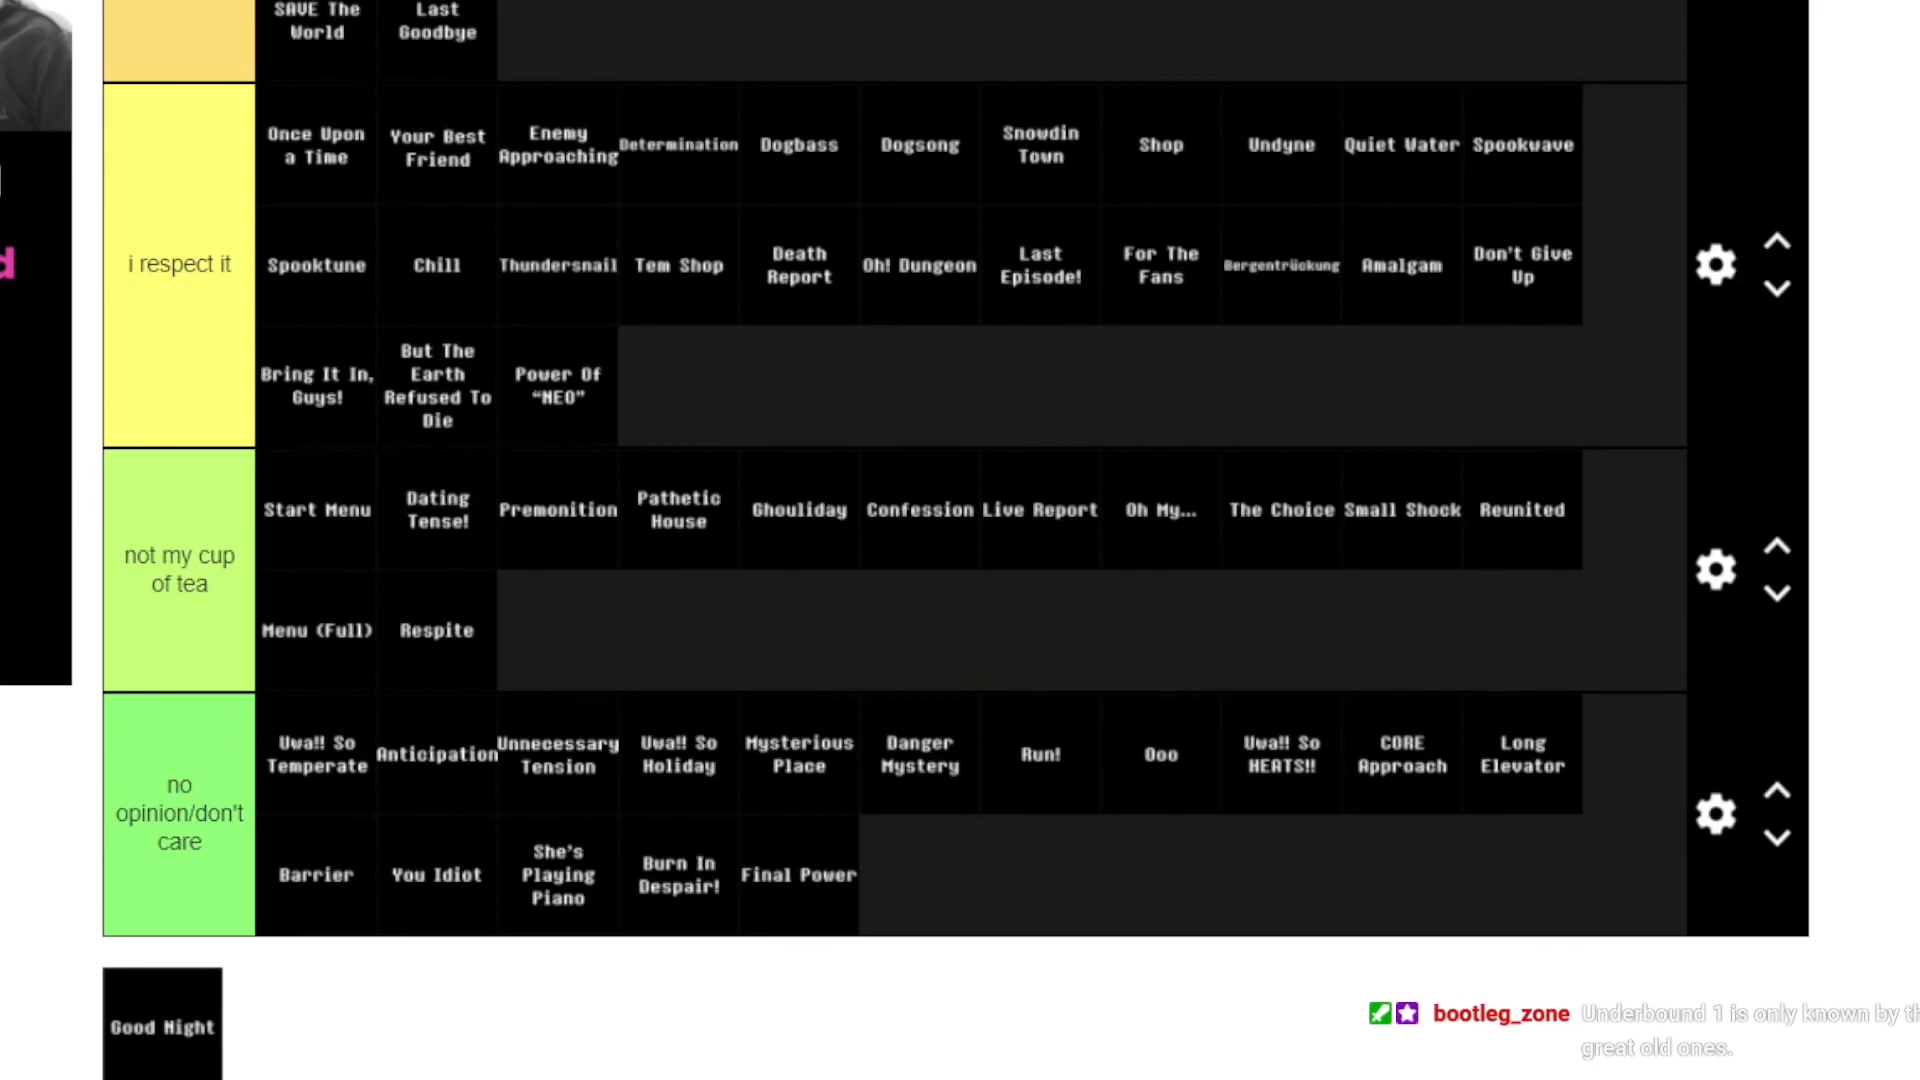 SAVE The
World
Last
Goodbye
i respect it
Once Upon
a Time
Your Best
Friend
Enemy
Approaching
Determination
Dogbass
Dogsong
Snowdin
Town
Shop
Undyne
Quiet Water
Spookwave
Spooktune
Chill
Thundersnail
Tem Shop
Death
Report
Oh! Dungeon
Last
Episode!
For The
Fans
Bergentrückung
Amalgam
Don't Give
Up
Bring It In,
Guys!
But The
Earth
Refused To
Die
Power Of
“NEO”
not my cup
of tea
Start Menu
Dating
Tense!
Premonition
Pathetic
House
Ghouliday
Confession
Live Report
Oh My...
The Choice
Small Shock
Reunited
Menu (Full)
Respite
no
opinion/don't
care
Uwa!! So
Temperate
Anticipation
Unnecessary
Tension
Uwa!! So
Holiday
Mysterious
Place
Danger
Mystery
Run!
Ooo
Uwa!! So
HEATS!!
CORE
Approach
Long
Elevator
Barrier
You Idiot
She's
Playing
Piano
Burn In
Despair!
Final Power
Good Night
d
bootleg_zone Underbound 1 is only known by th
great old ones.